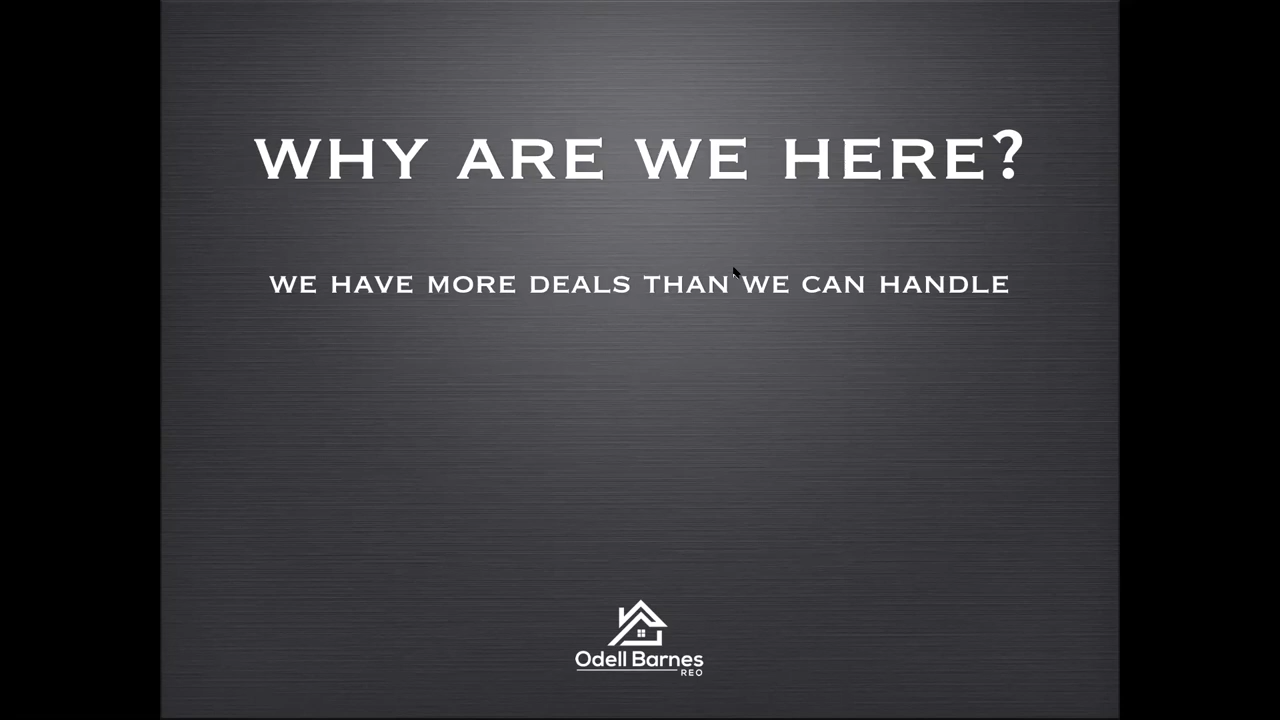 WHY ARE WE HERE?
WE HAVE MORE DEALS THAN WE CAN HANDLE
Odell Barnes
REO